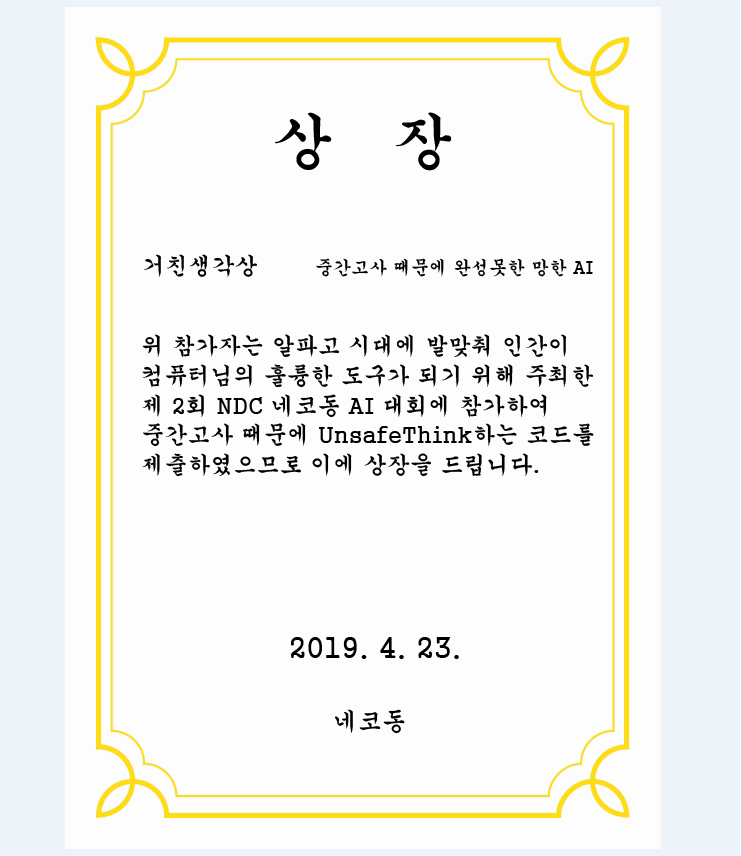 상 장
거친생각상 중간고사 때문에 완성못한 망한 AI
위 참가자는 알파고 시대에 발맞춰 인간이
컴퓨터님의 훌륭한 도구가 되기 위해 주최한
제 2회 NDC 네코동 AI 대회에 참가하여
중간고사 때문에 UnsafeThink하는 코드를
제출하였으므로 이에 상장을 드립니다.
2019. 4. 23.
네코동